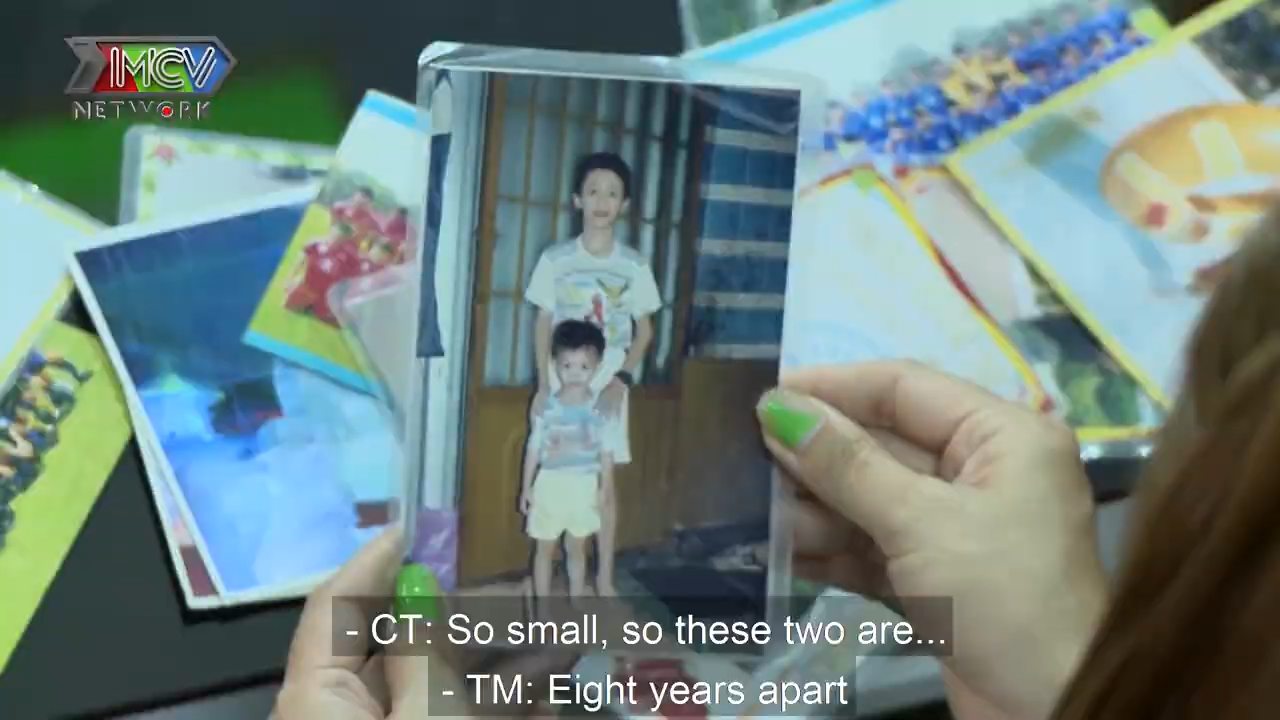 MCV
NETWORK
- CT: So small, so these two are...
- TM: Eight years apart